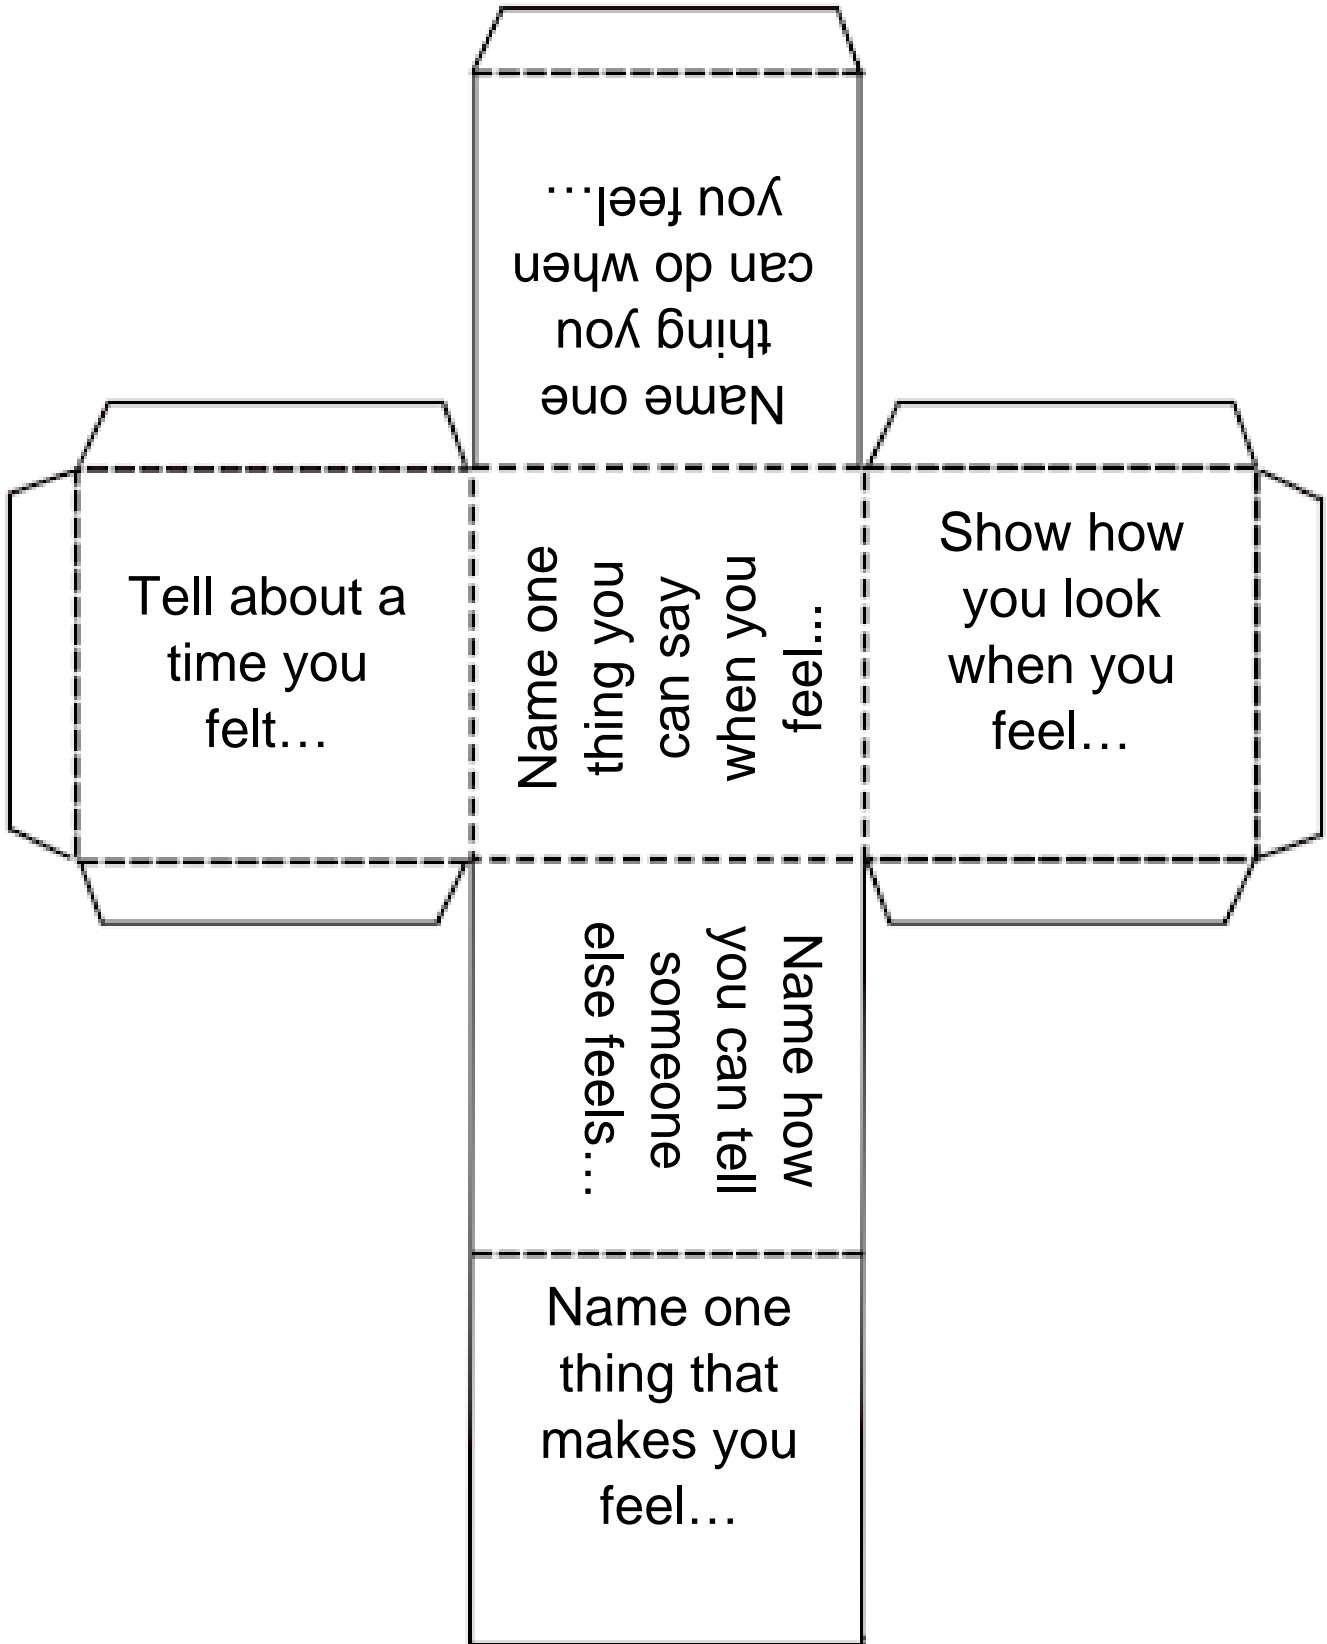 Name one
thing you
can do when
you feel…
Tell about a
time you
felt…
Name one
thing you
can say
when you
feel…
Show how
you look
when you
feel…
Name how
you can tell
someone
else feels…
Name one
thing that
makes you
feel…